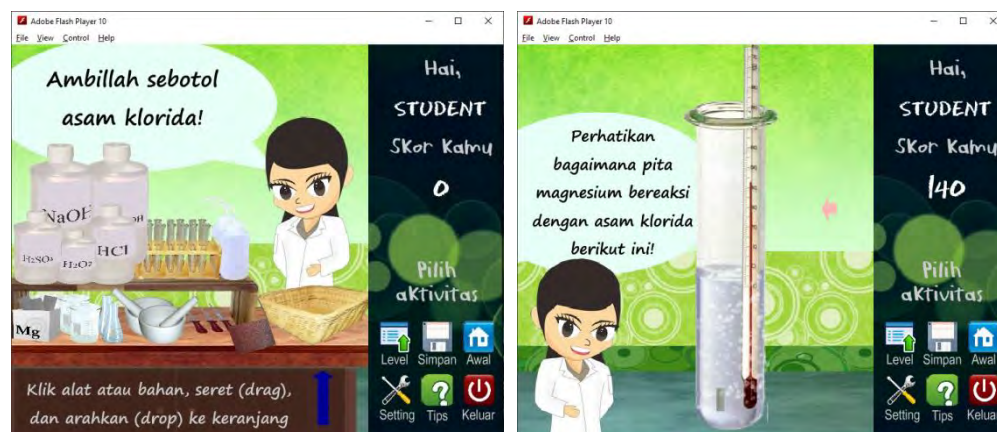 Adobe Flash Player 10
File View Control Help
Ambillah sebotol
asam klorida!
NaOH
OH
H2SO4
H2O2
HCl
Mg
Klik alat atau bahan, seret (drag),
dan arahkan (drop) ke keranjang
Hai,
STUDENT
Skor Kamu
0
Pilih
aktivitas
Level Simpan Awal
Setting Tips Keluar
Adobe Flash Player 10
File View Control Help
Perhatikan
bagaimana pita
magnesium bereaksi
dengan asam klorida
berikut ini!
Hai,
STUDENT
Skor Kamu
140
Pilih
aktivitas
Level Simpan Awal
Setting Tips Keluar